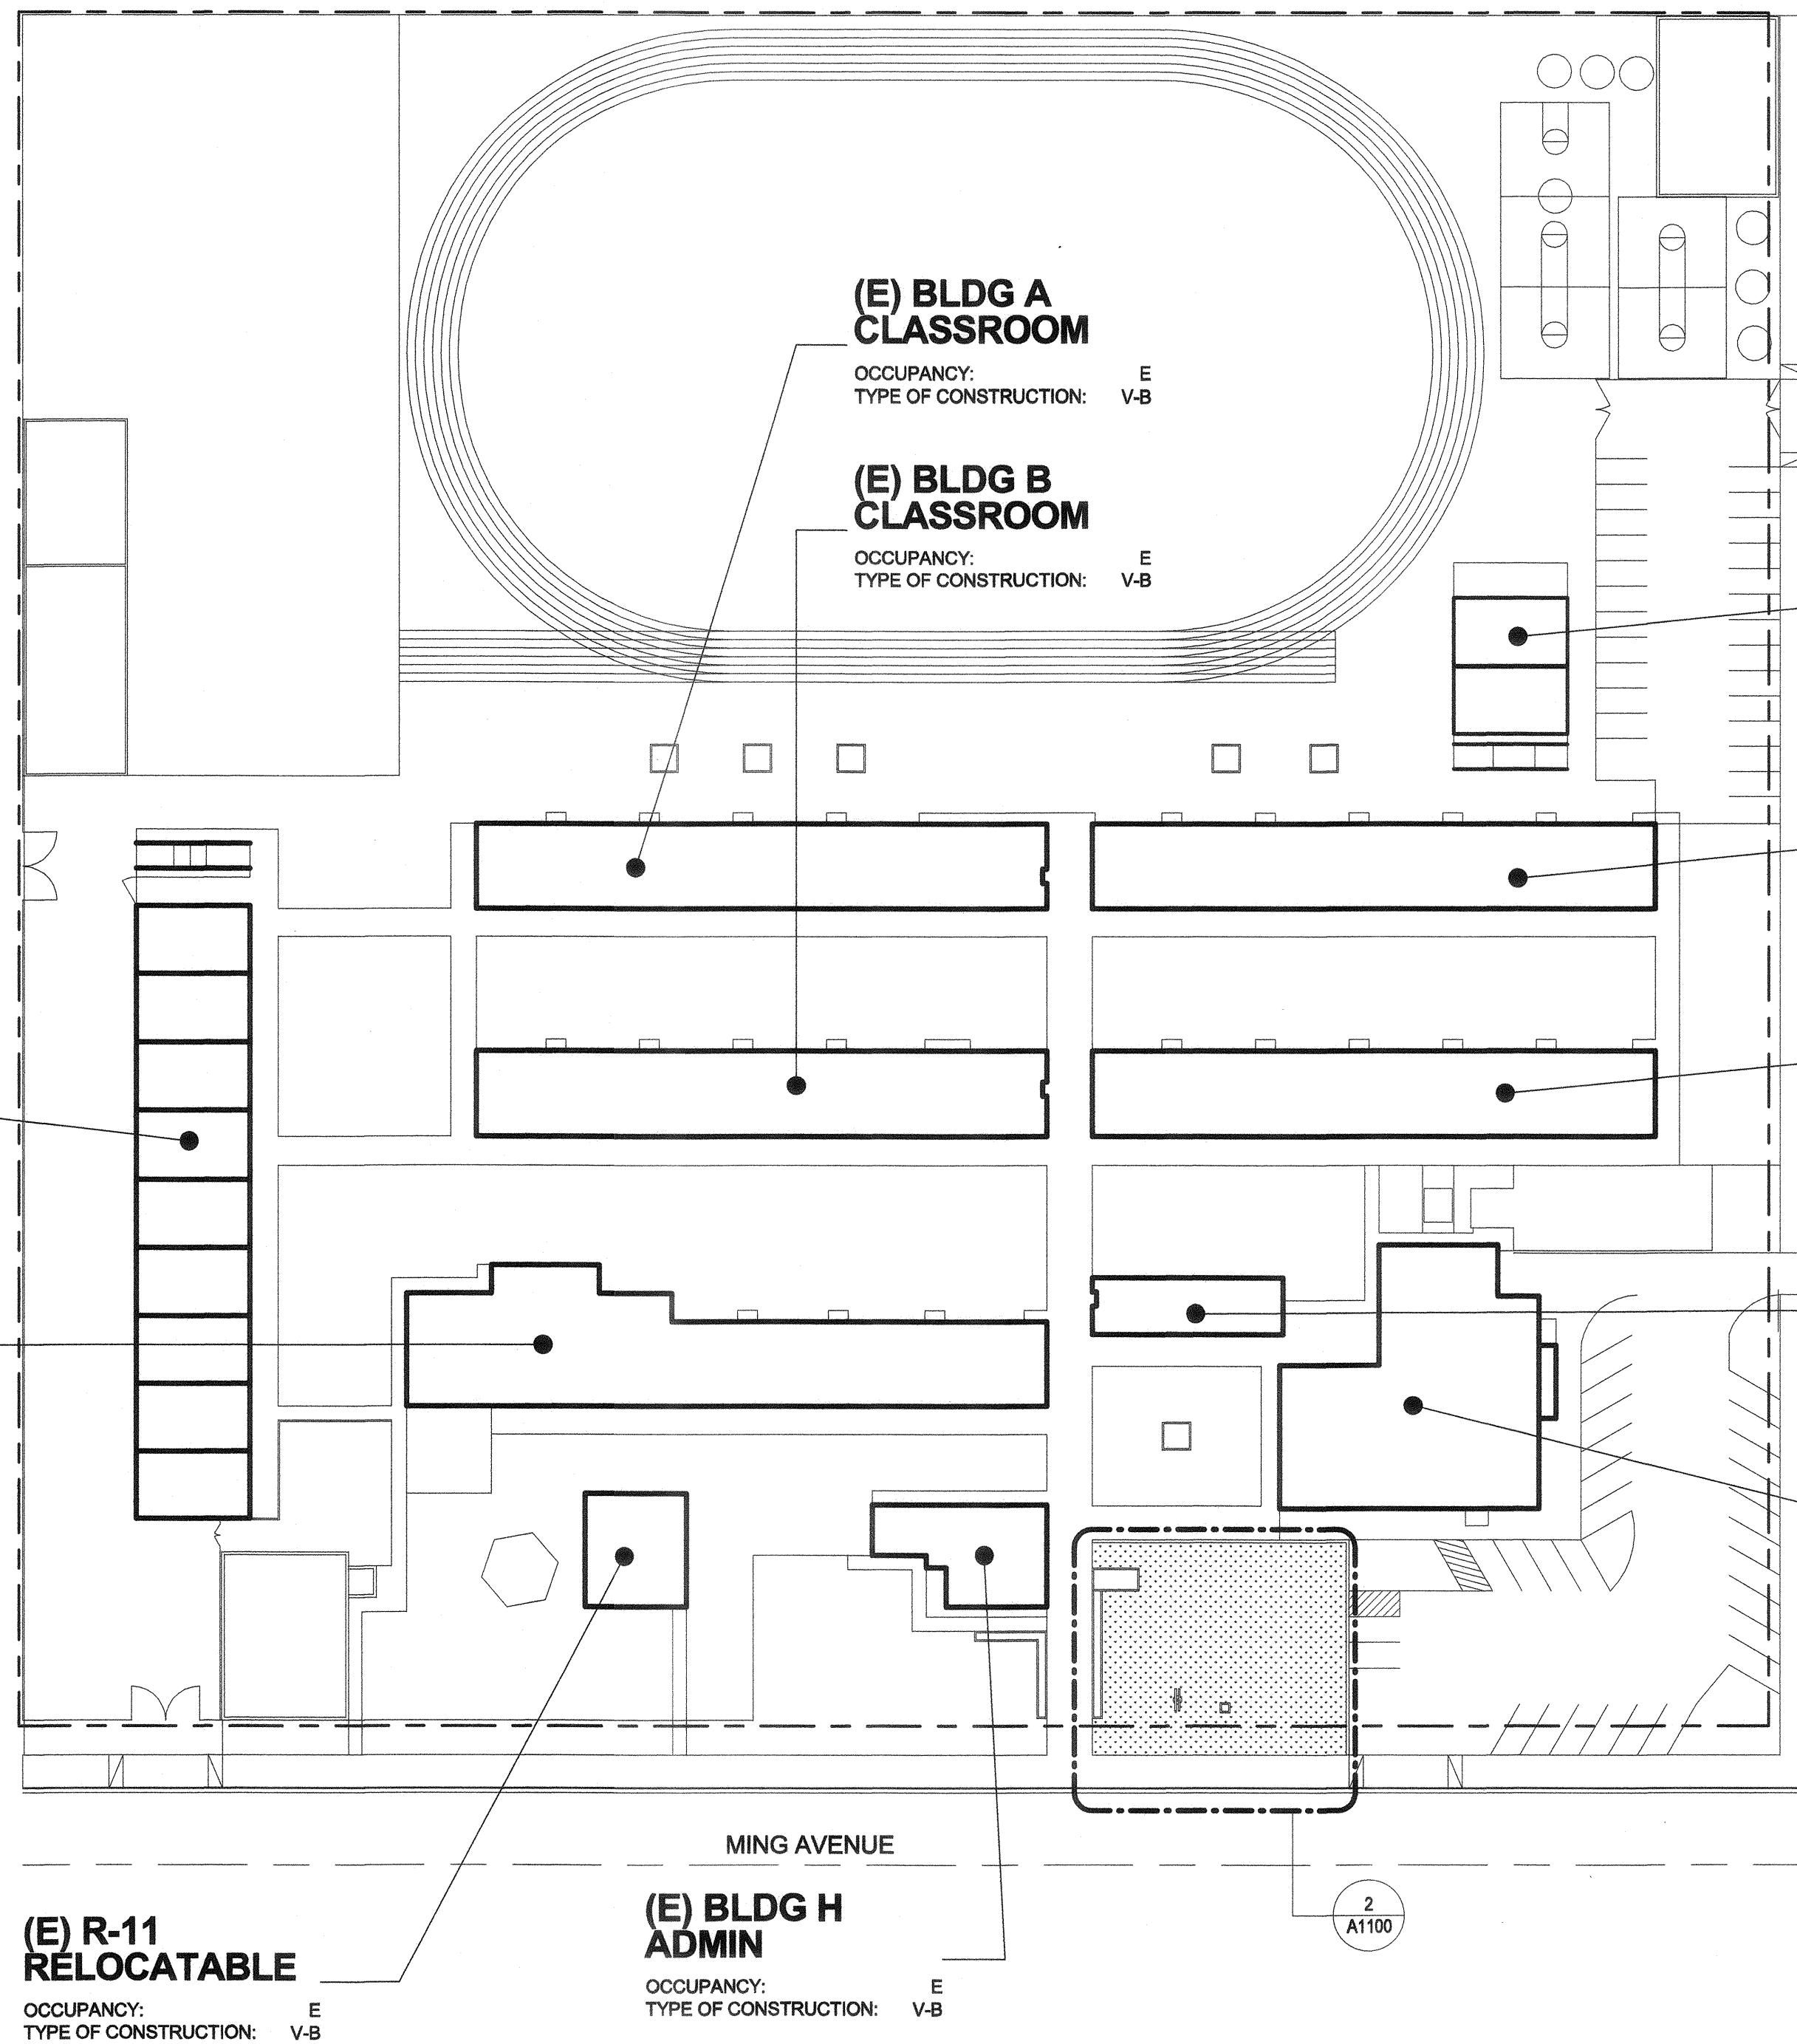 (E) BLDG A
CLASSROOM
OCCUPANCY: E
TYPE OF CONSTRUCTION: V-B
(E) BLDG B
CLASSROOM
OCCUPANCY: E
TYPE OF CONSTRUCTION: V-B
MING AVENUE
(E) R-11
RELOCATABLE
OCCUPANCY: E
TYPE OF CONSTRUCTION: V-B
(E) BLDG H
ADMIN
OCCUPANCY: E
TYPE OF CONSTRUCTION: V-B
2
A1100